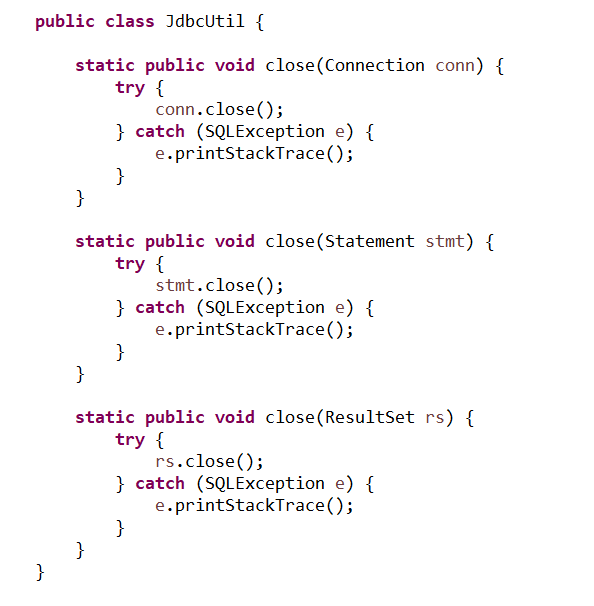 public class JdbcUtil {
static public void close(Connection conn) {
try {
conn.close();
} catch (SQLException e) {
e.printStackTrace();
}
}
static public void close(Statement stmt) {
try {
stmt.close();
} catch (SQLException e) {
e.printStackTrace();
}
}
static public void close(ResultSet rs) {
try {
rs.close();
} catch (SQLException e) {
e.printStackTrace();
}
}
}